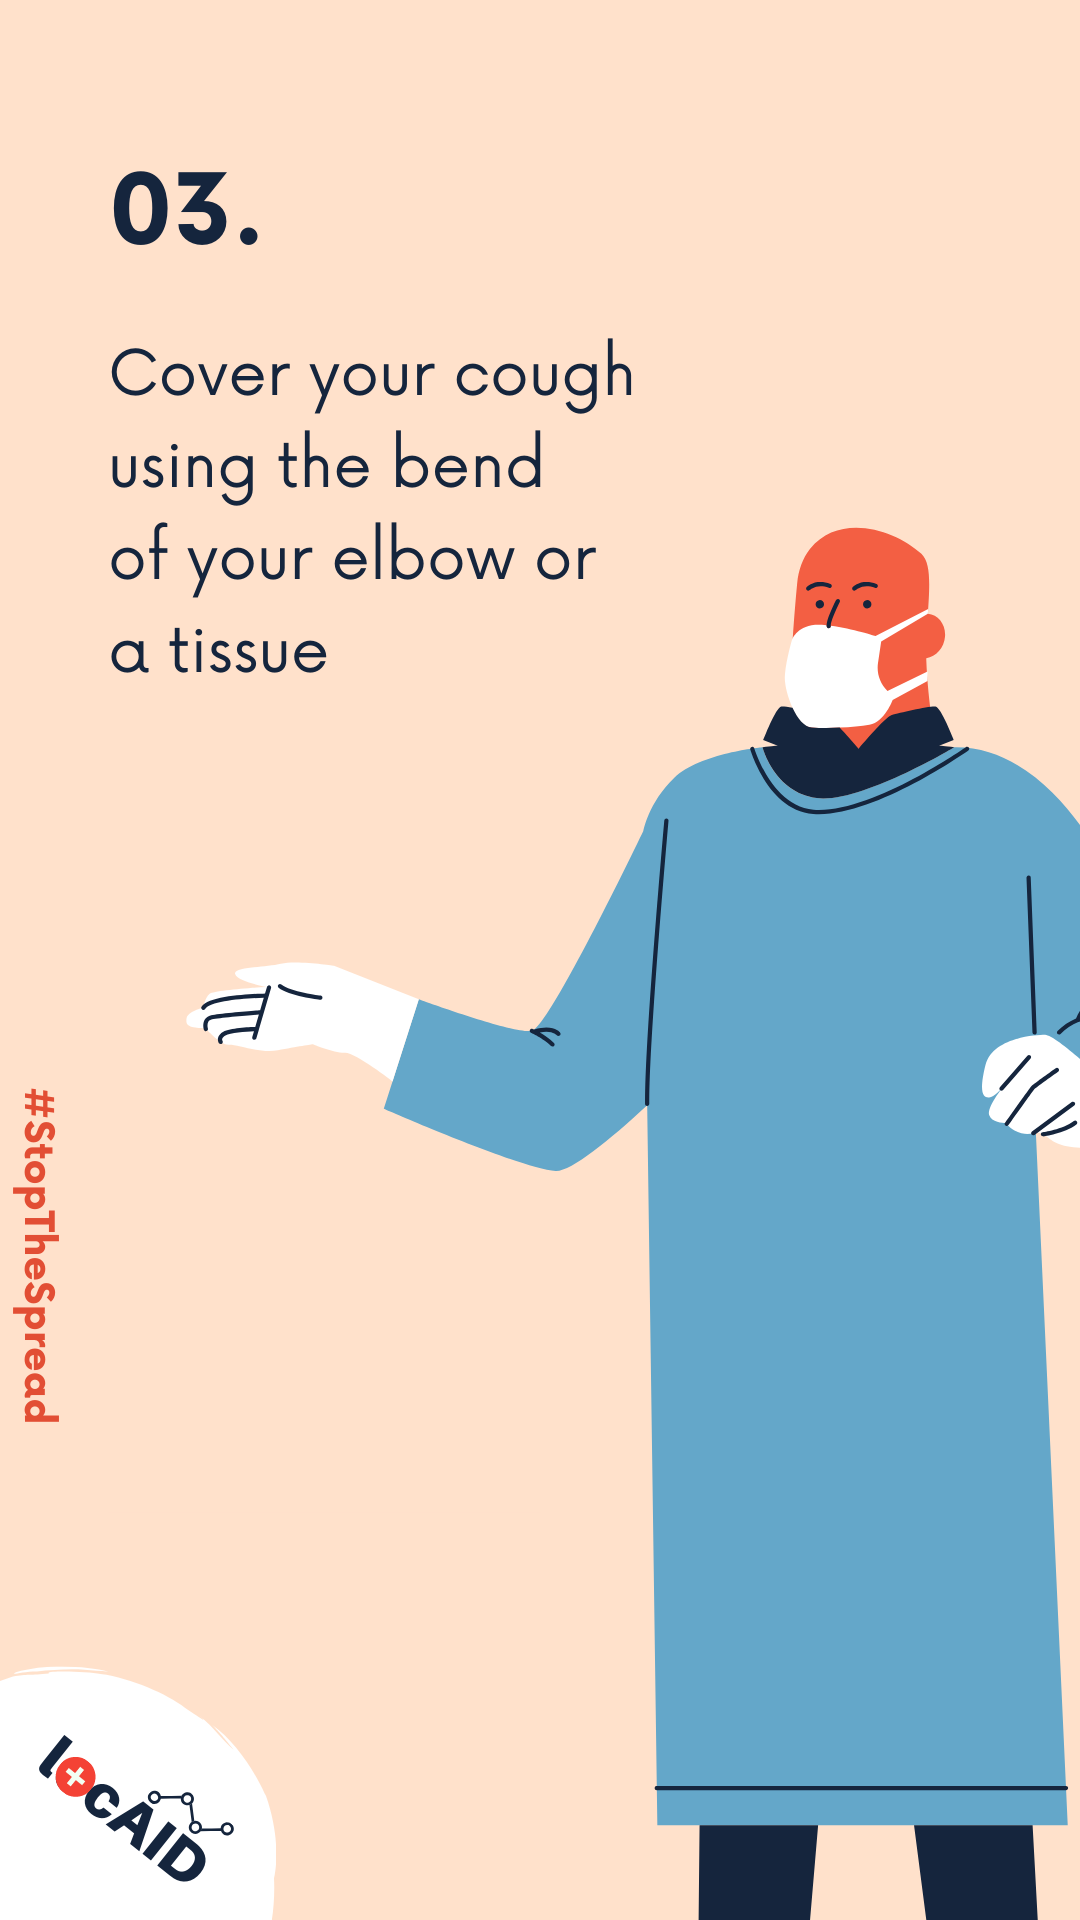 03.
Cover your cough
using the bend
of your elbow or
a tissue
#StopTheSpread
locAID